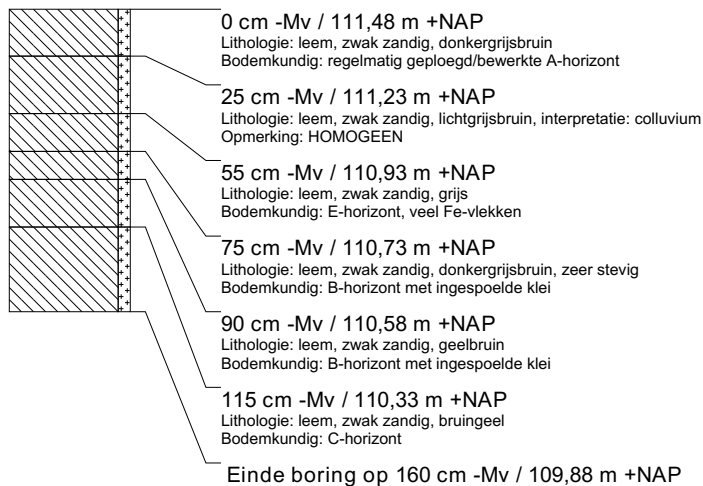 0 cm -Mv / 111,48 m +NAP
Lithologie: leem, zwak zandig, donkergrijsbruin
Bodemkundig: regelmatig geploegd/bewerkte A-horizont
25 cm -Mv / 111,23 m +NAP
Lithologie: leem, zwak zandig, lichtgrijsbruin, interpretatie: colluvium
Opmerking: HOMOGEEN
55 cm -Mv / 110,93 m +NAP
Lithologie: leem, zwak zandig, grijs
Bodemkundig: E-horizont, veel Fe-vlekken
75 cm -Mv / 110,73 m +NAP
Lithologie: leem, zwak zandig, donkergrijsbruin, zeer stevig
Bodemkundig: B-horizont met ingespoelde klei
90 cm -Mv / 110,58 m +NAP
Lithologie: leem, zwak zandig, geelbruin
Bodemkundig: B-horizont met ingespoelde klei
115 cm -Mv / 110,33 m +NAP
Lithologie: leem, zwak zandig, bruingeel
Bodemkundig: C-horizont
Einde boring op 160 cm -Mv / 109,88 m +NAP